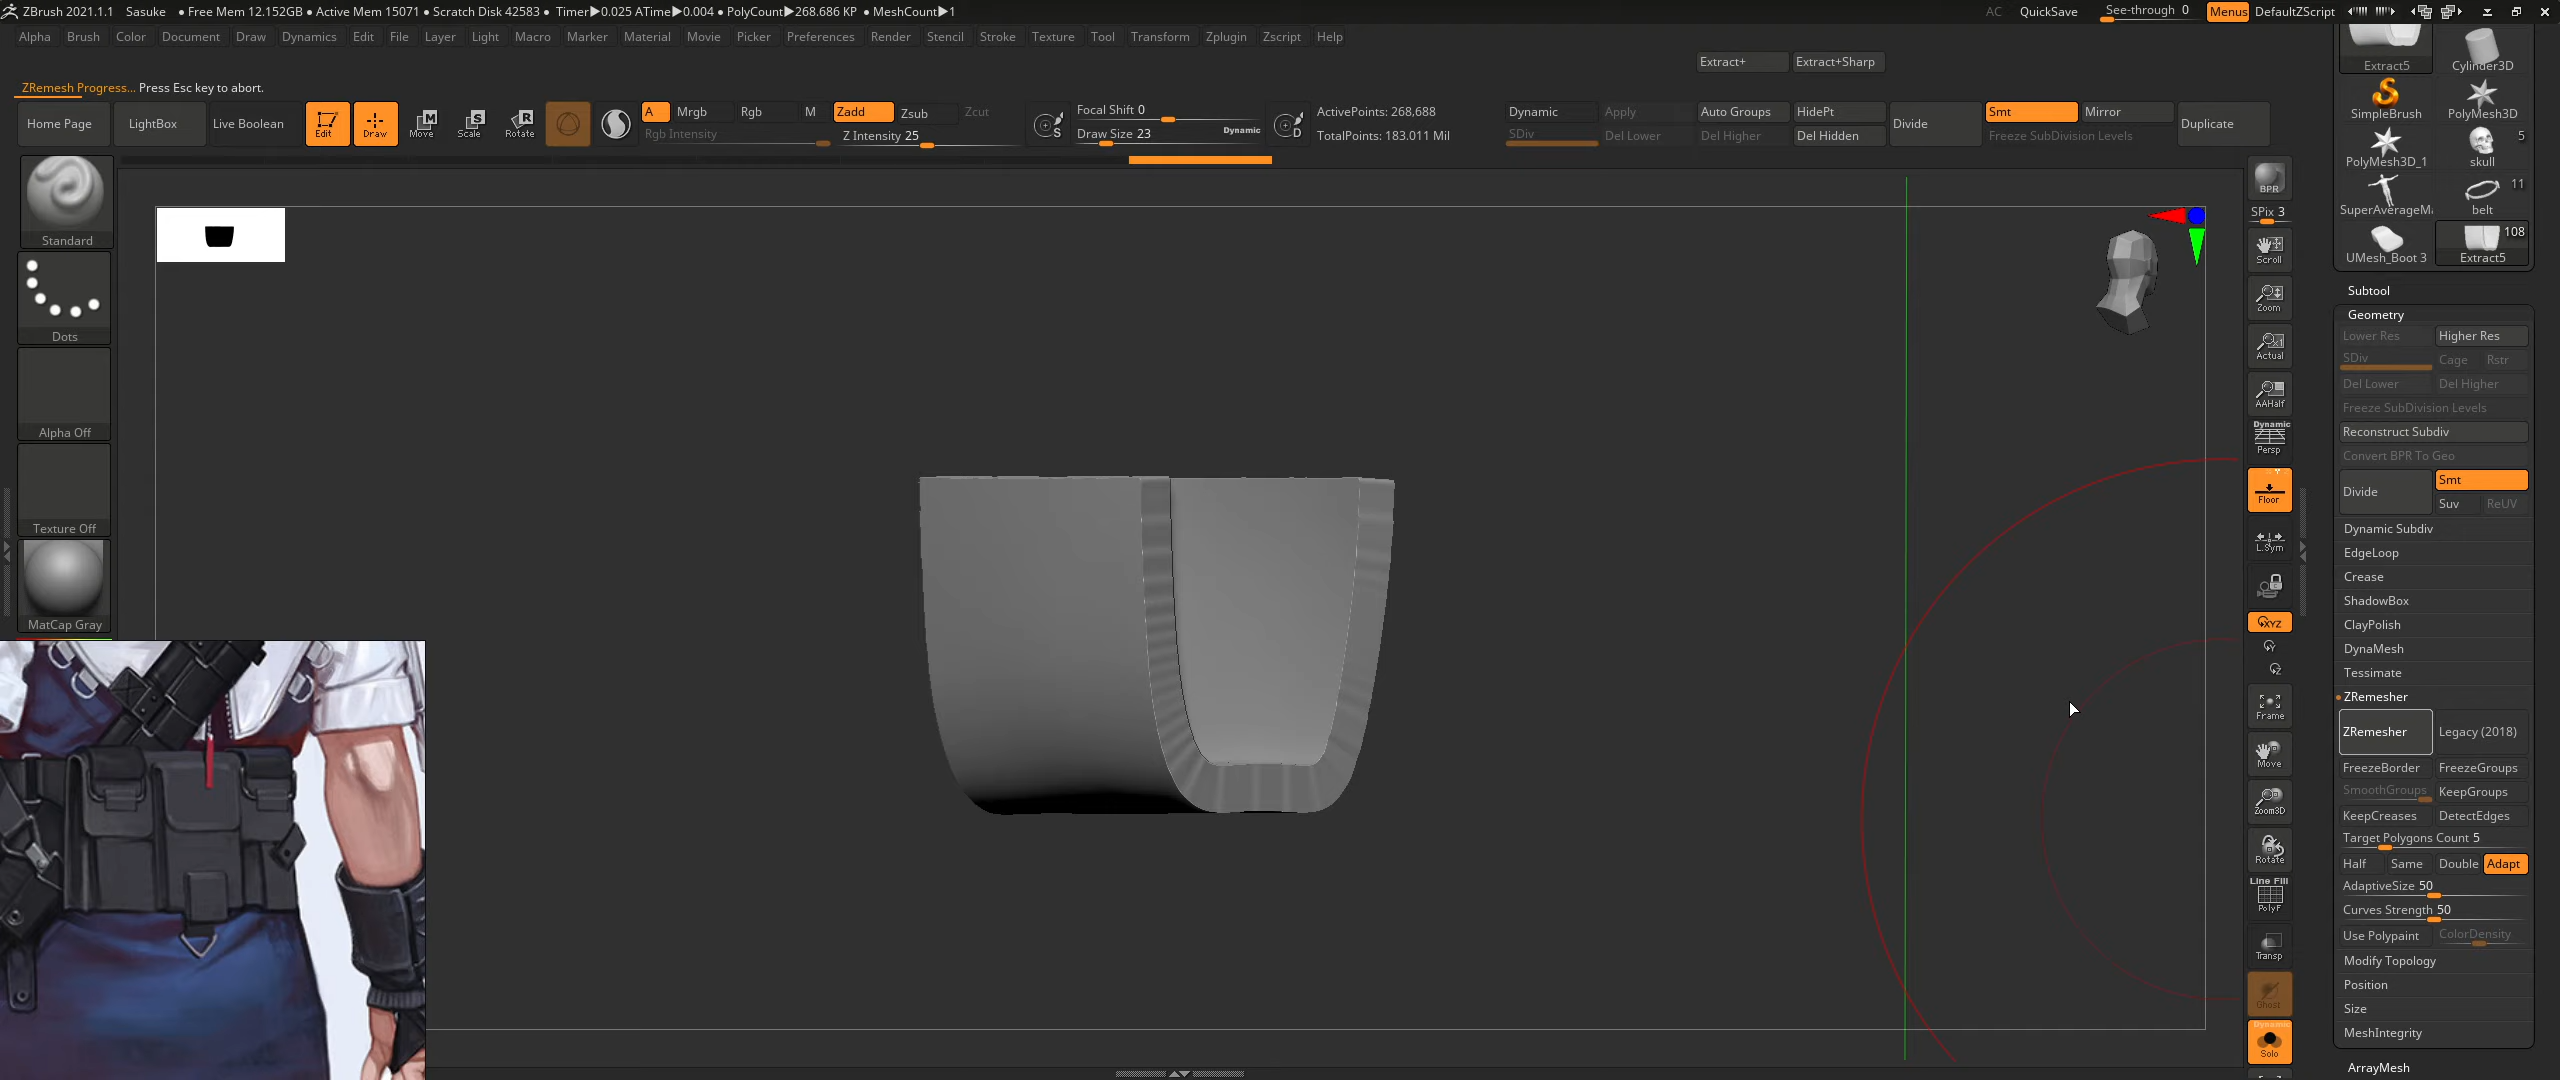 ZBrush 2021.1.1 Sasuke ● Free Mem 12.152GB ● Active Mem 15071 ● Scratch Disk 42583 ● Timer▶0.025 ATime▶0.004 ● PolyCount▶268.686 KP ● MeshCount▶1 AC QuickSave See-through 0 Menus DefaultZScript
Alpha Brush Color Document Draw Dynamics Edit File Layer Light Macro Marker Material Movie Picker Preferences Render Stencil Stroke Texture Tool Transform Zplugin Zscript Help
Extract+ Extract+Sharp
ZRemesh Progress... Press Esc key to abort.
Home Page LightBox Live Boolean Edit Draw Move Scale Rotate
A Mrgb Rgb M Zadd Zsub Zcut
Rgb Intensity Z Intensity 25
Focal Shift 0
Draw Size 23 Dynamic
ActivePoints: 268,688
TotalPoints: 183.011 Mil
Dynamic Apply Auto Groups HidePt Divide Smt Mirror Duplicate
SDiv Del Lower Del Higher Del Hidden Freeze SubDivision Levels
Standard
Dots
Alpha Off
Texture Off
MatCap Gray
BPR
SPix 3
Scroll
Zoom
Actual
AAHalf
Dynamic
Persp
Floor
L.Sym
XYZ
Frame
Move
Zoom3D
Rotate
Line Fill
PolyF
Transp
Ghost
Dynamic
Solo
Extract5 Cylinder3D
SimpleBrush PolyMesh3D
5
PolyMesh3D_1 skull
11
SuperAverageM belt
108
UMesh_Boot 3 Extract5
Subtool
Geometry
Lower Res Higher Res
SDiv Cage Rstr
Del Lower Del Higher
Freeze SubDivision Levels
Reconstruct Subdiv
Convert BPR To Geo
Divide Smt
Suv ReUV
Dynamic Subdiv
EdgeLoop
Crease
ShadowBox
ClayPolish
DynaMesh
Tessimate
ZRemesher
ZRemesher Legacy (2018)
FreezeBorder FreezeGroups
SmoothGroups KeepGroups
KeepCreases DetectEdges
Target Polygons Count 5
Half Same Double Adapt
AdaptiveSize 50
Curves Strength 50
Use Polypaint ColorDensity
Modify Topology
Position
Size
MeshIntegrity
ArrayMesh